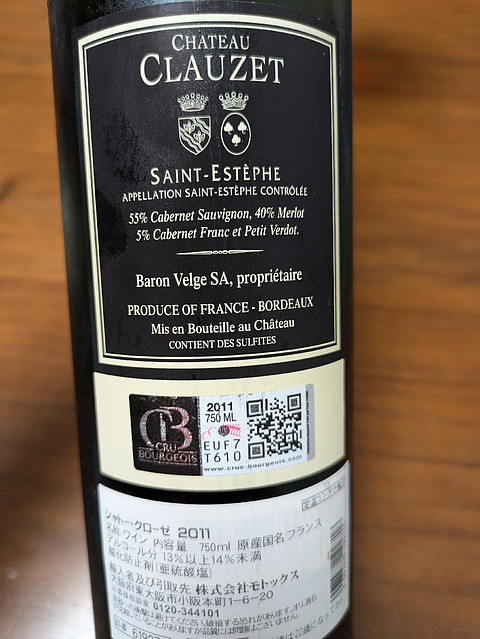 CHATEAU
CLAUZET
SAINT-ESTÈPHE
APPELLATION SAINT-ESTÈPHE CONTRÔLÉE
55% Cabernet Sauvignon, 40% Merlot
5% Cabernet Franc et Petit Verdot.
Baron Velge SA, propriétaire
PRODUCE OF FRANCE - BORDEAUX
Mis en Bouteille au Château
CONTIENT DES SULFITES
CB
CRU
BOURGEOIS
2011
750 ML
EUF7
T610
www.crus-bourgeois.com
シャトー・クローゼ 2011
名称 ワイン 内容量 750ml 原産国名 フランス
アルコール分 13%以上14%未満
酸化防止剤(亜硫酸塩)
輸入者及び引取先 株式会社モトックス
大阪府東大阪市小阪本町1-6-20
お客様相談室 0120-344101